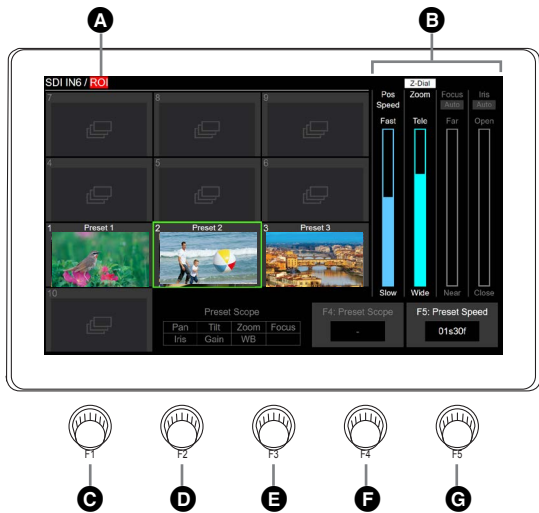 A
B
SDI IN6 / ROI
Z-Dial
Pos Speed
Zoom
Focus
Iris
Auto
Auto
Fast
Tele
Far
Open
7
8
9
4
5
6
1 Preset 1
2 Preset 2
3 Preset 3
Slow
Wide
Near
Close
10
Preset Scope
Pan Tilt Zoom Focus
Iris Gain WB
F4: Preset Scope
-
F5: Preset Speed
01s30f
F1
F2
F3
F4
F5
C
D
E
F
G